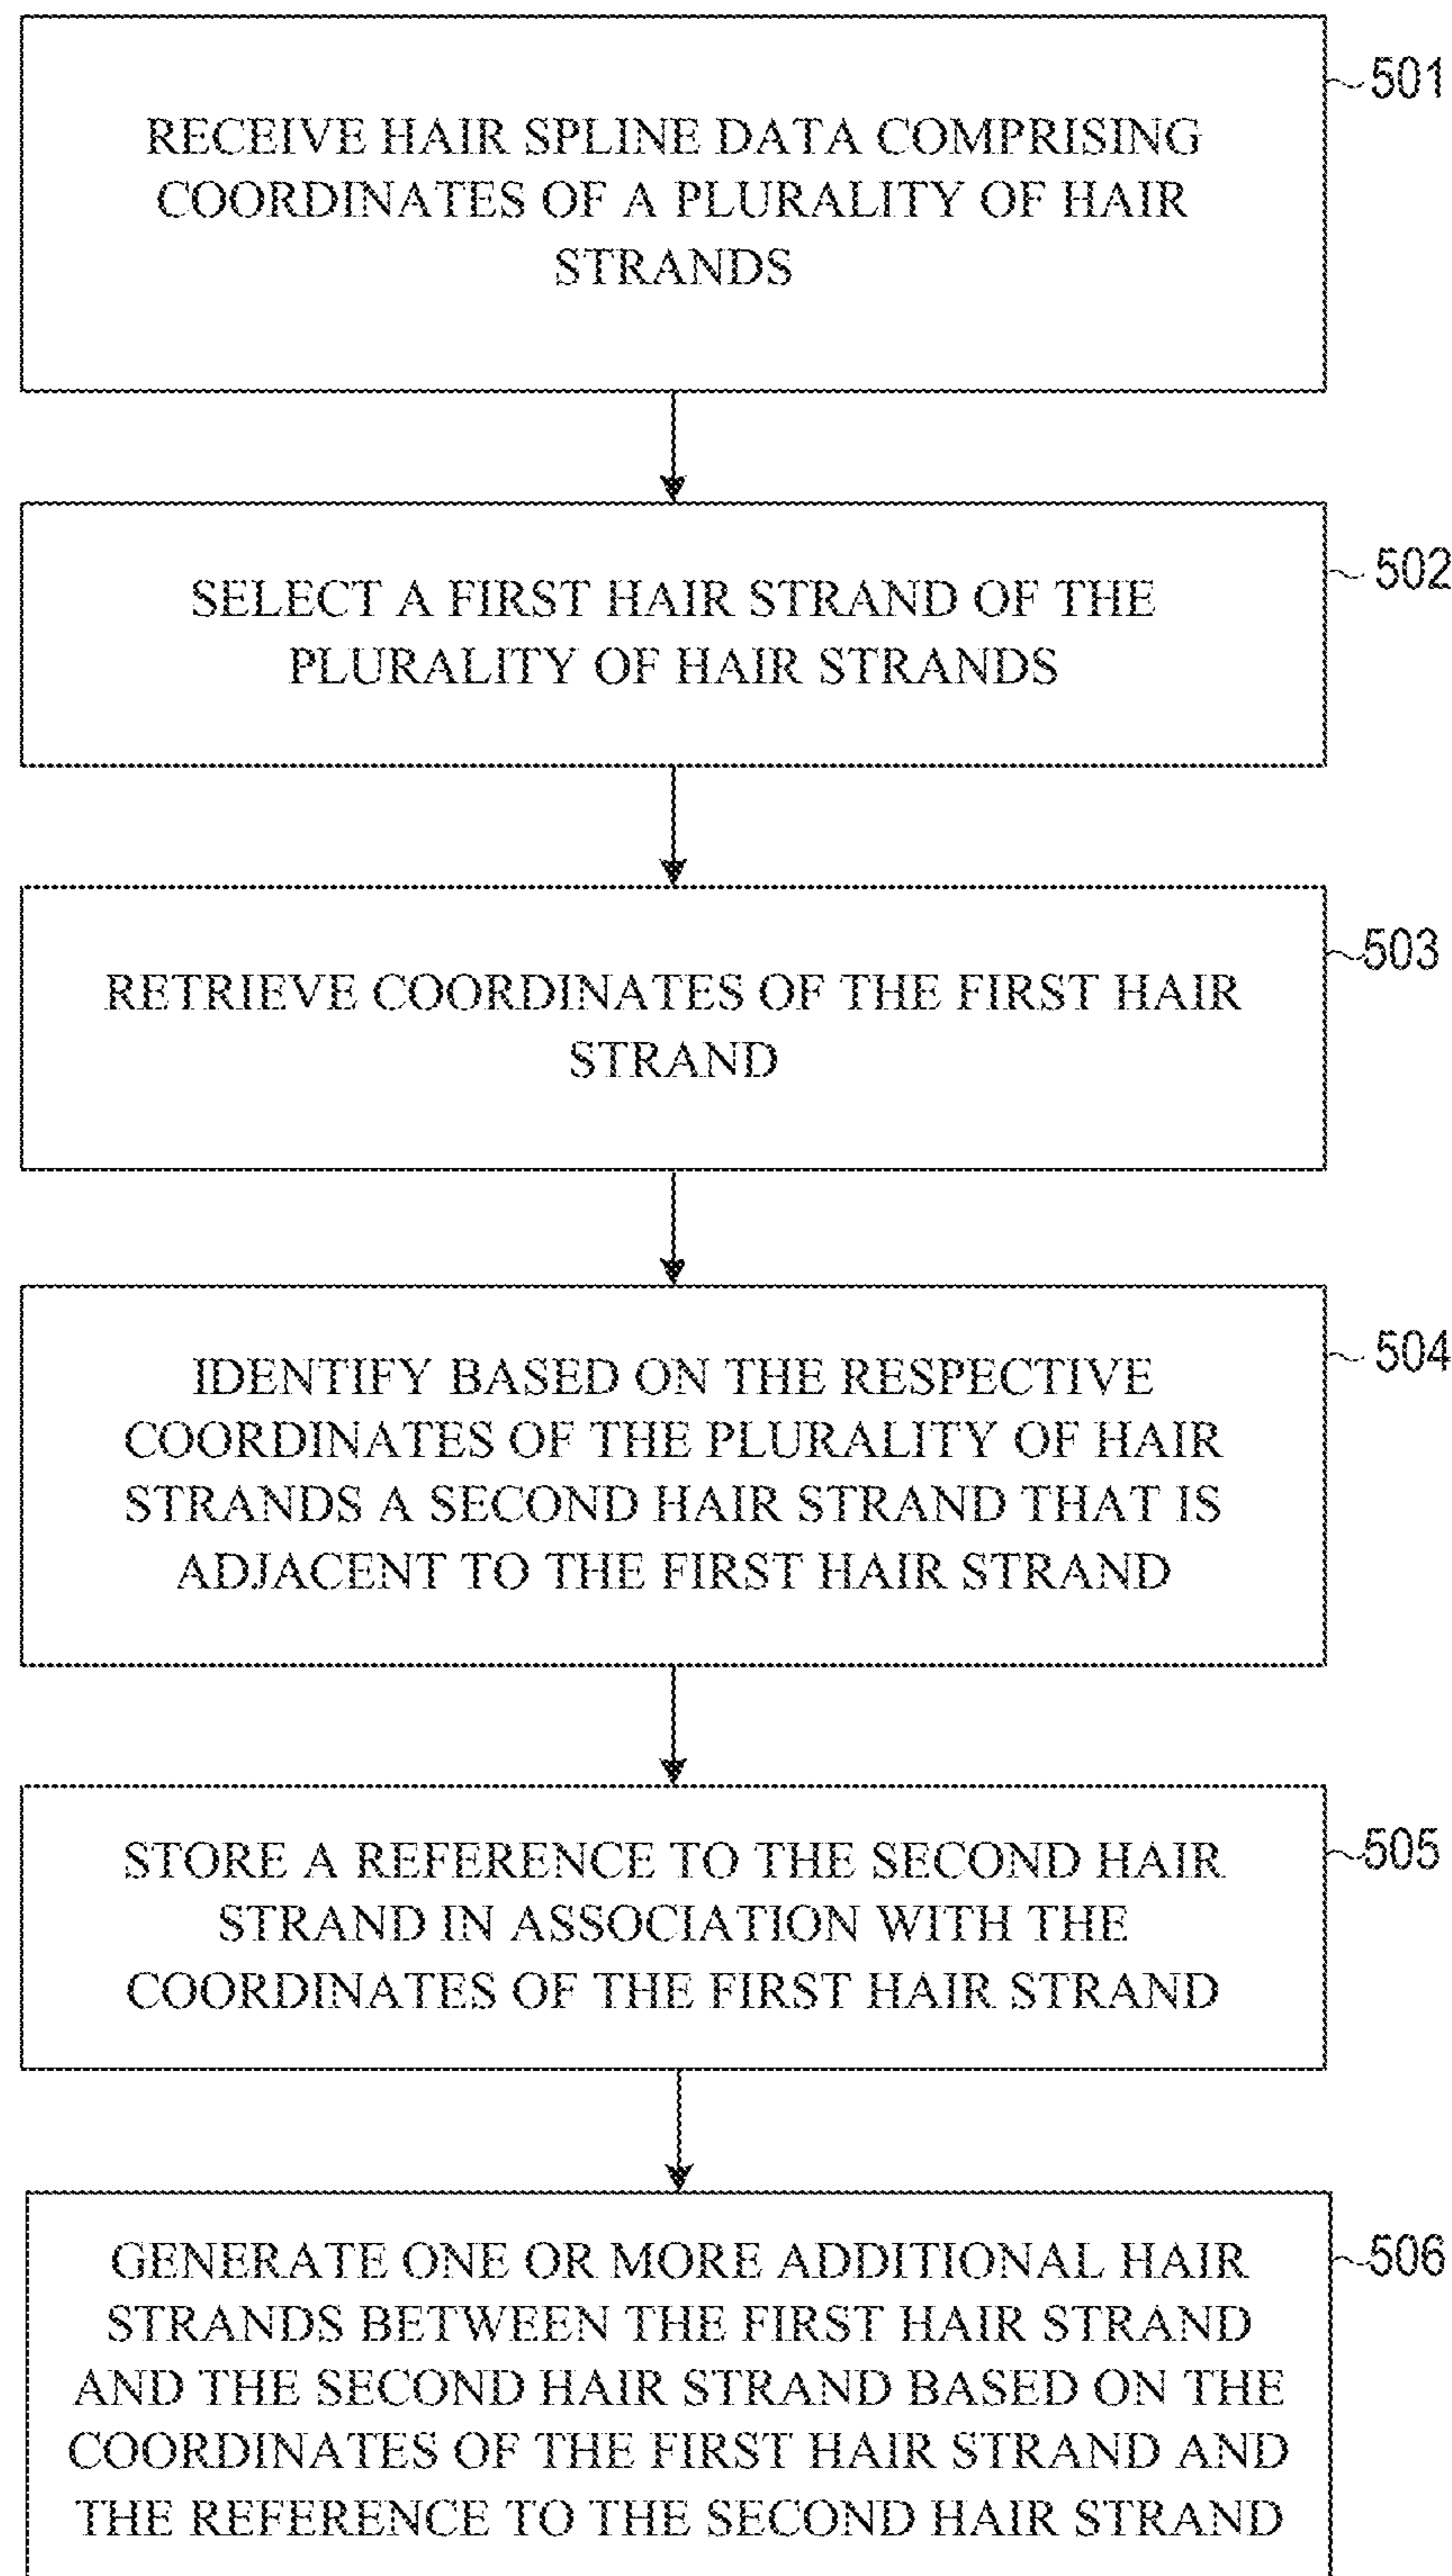 RECEIVE HAIR SPLINE DATA COMPRISING
COORDINATES OF A PLURALITY OF HAIR
STRANDS
501
SELECT A FIRST HAIR STRAND OF THE
PLURALITY OF HAIR STRANDS
502
RETRIEVE COORDINATES OF THE FIRST HAIR
STRAND
503
IDENTIFY BASED ON THE RESPECTIVE
COORDINATES OF THE PLURALITY OF HAIR
STRANDS A SECOND HAIR STRAND THAT IS
ADJACENT TO THE FIRST HAIR STRAND
504
STORE A REFERENCE TO THE SECOND HAIR
STRAND IN ASSOCIATION WITH THE
COORDINATES OF THE FIRST HAIR STRAND
505
GENERATE ONE OR MORE ADDITIONAL HAIR
STRANDS BETWEEN THE FIRST HAIR STRAND
AND THE SECOND HAIR STRAND BASED ON THE
COORDINATES OF THE FIRST HAIR STRAND AND
THE REFERENCE TO THE SECOND HAIR STRAND
506